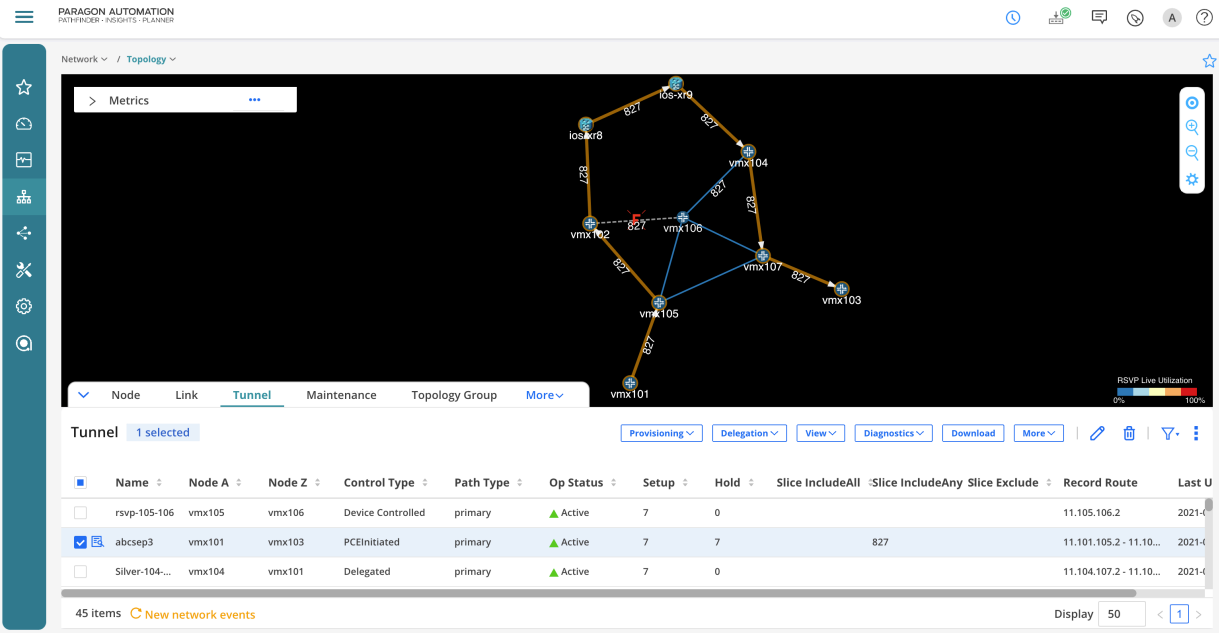 PARAGON AUTOMATION
PATHFINDER • INSIGHTS • PLANNER
A
?
Network / Topology
Metrics
ios-xr9
827
827
ios-xr8
vmx104
827
827
827
F
827
vmx102
vmx106
827
vmx107
827
vmx103
vmx105
827
vmx101
RSVP Live Utilization
0% 100%
Node Link Tunnel Maintenance Topology Group More
Tunnel 1 selected Provisioning Delegation View Diagnostics Download More
Name Node A Node Z Control Type Path Type Op Status Setup Hold Slice IncludeAll Slice IncludeAny Slice Exclude Record Route Last U
rsvp-105-106 vmx105 vmx106 Device Controlled primary Active 7 0 11.105.106.2 2021-0
abcsep3 vmx101 vmx103 PCEInitiated primary Active 7 7 827 11.101.105.2 - 11.10... 2021-0
Silver-104-... vmx104 vmx101 Delegated primary Active 7 0 11.104.107.2 - 11.10... 2021-0
45 items New network events Display 50 < 1 >